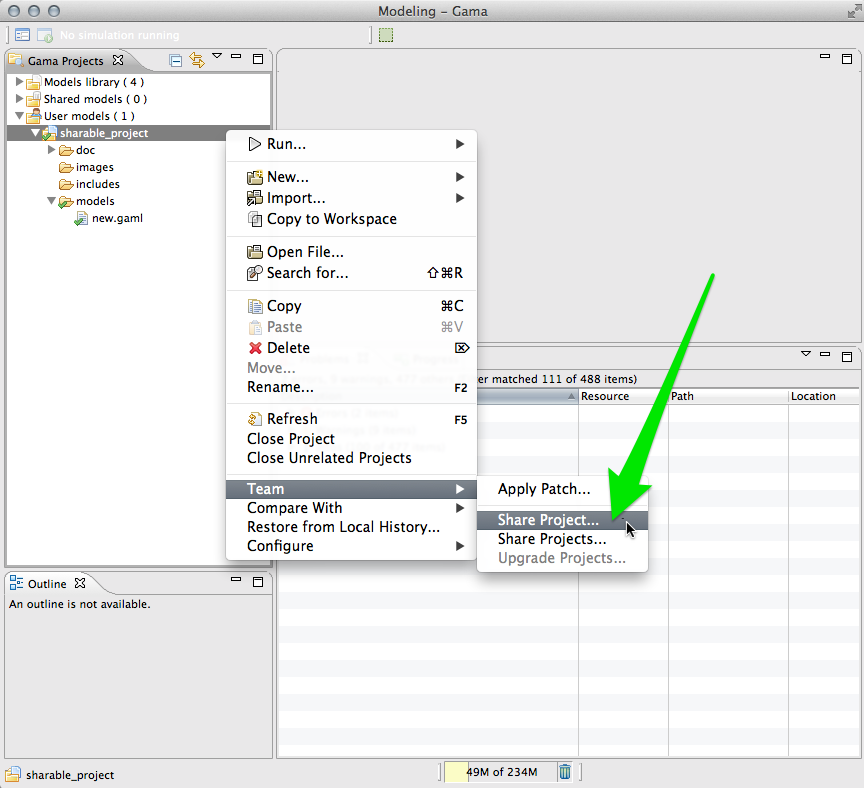 Modeling - Gama
No simulation running
Gama Projects
Models library ( 4 )
Shared models ( 0 )
User models ( 1 )
sharable_project
doc
images
includes
models
new.gaml
Run...
New...
Import...
Copy to Workspace
Open File...
Search for... ⇧⌘R
Copy ⌘C
Paste ⌘V
Delete ⌦
Move...
Rename... F2
Refresh F5
Close Project
Close Unrelated Projects
Team
Compare With
Restore from Local History...
Configure
Apply Patch...
Share Project...
Share Projects...
Upgrade Projects...
er matched 111 of 488 items)
Resource Path Location
Outline
An outline is not available.
sharable_project
49M of 234M